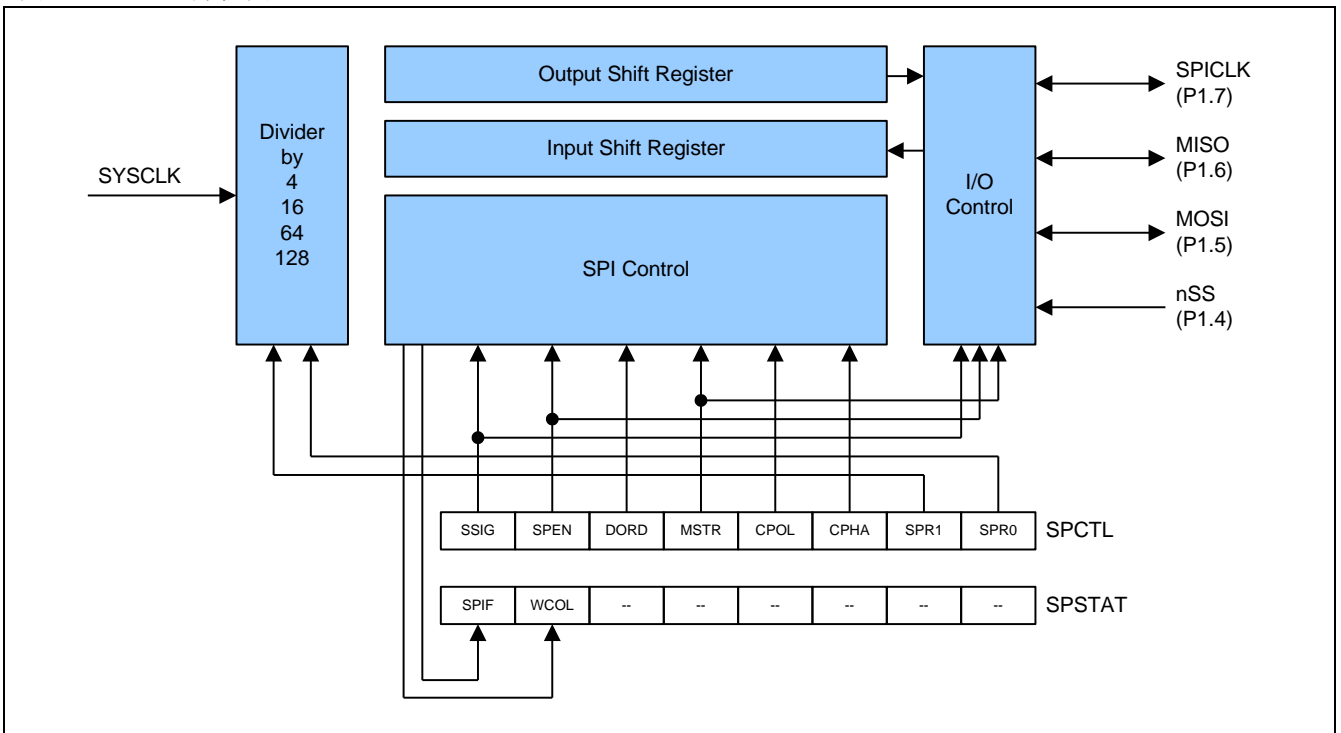 Output Shift Register
Input Shift Register
SPI Control
Divider
by
4
16
64
128
SYSCLK
I/O
Control
SPICLK
(P1.7)
MISO
(P1.6)
MOSI
(P1.5)
nSS
(P1.4)
SSIG SPEN DORD MSTR CPOL CPHA SPR1 SPR0 SPCTL
SPIF WCOL -- -- -- -- -- -- SPSTAT